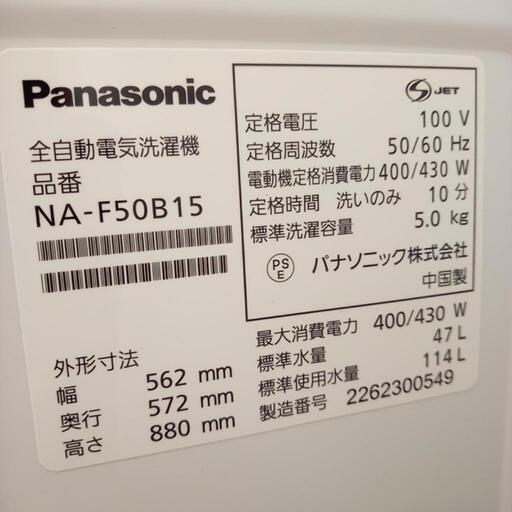 Panasonic
全自動電気洗濯機
品番
NA-F50B15
外形寸法
幅 562 mm
奥行 572 mm
高さ 880 mm
S JET
定格電圧 100 V
定格周波数 50/60 Hz
電動機定格消費電力 400/430 W
定格時間 洗いのみ 10 分
標準洗濯容量 5.0 kg
PSE パナソニック株式会社
中国製
最大消費電力 400/430 W
標準水量 47 L
標準使用水量 114 L
製造番号 2262300549